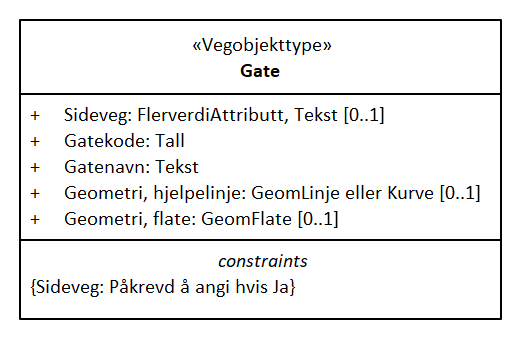 «Vegobjekttype»
Gate
+ Sideveg: FlerverdiAttributt, Tekst [0..1]
+ Gatekode: Tall
+ Gatenavn: Tekst
+ Geometri, hjelpelinje: GeomLinje eller Kurve [0..1]
+ Geometri, flate: GeomFlate [0..1]
constraints
{Sideveg: Påkrevd å angi hvis Ja}